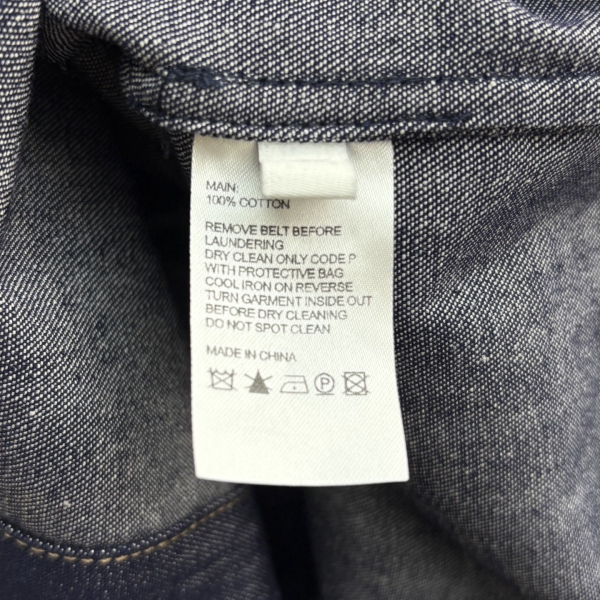 MAIN:
100% COTTON
REMOVE BELT BEFORE
LAUNDERING
DRY CLEAN ONLY CODE P
WITH PROTECTIVE BAG
COOL IRON ON REVERSE
TURN GARMENT INSIDE OUT
BEFORE DRY CLEANING
DO NOT SPOT CLEAN
MADE IN CHINA
P